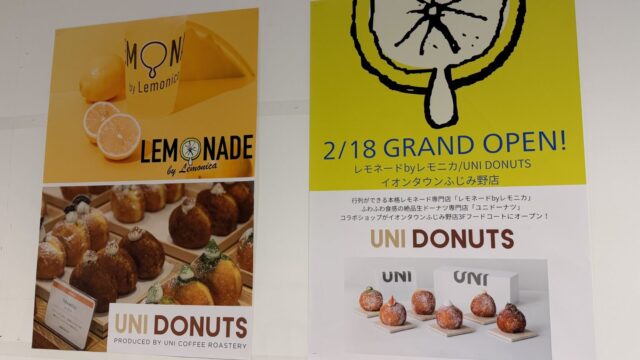 MON
by Lemonica
LEMONADE
by Lemonica
UNI DONUTS
PRODUCED BY UNI COFFEE ROASTERY
2/18 GRAND OPEN!
レモネードbyレモニカ/UNI DONUTS
イオンタウンふじみ野店
行列ができる本格レモネード専門店「レモネードbyレモニカ」
ふわふわ食感の絶品生ドーナツ専門店「ユニドーナツ」
コラボショップがイオンタウンふじみ野店3Fフードコートにオープン！
UNI DONUTS
UNI UNI